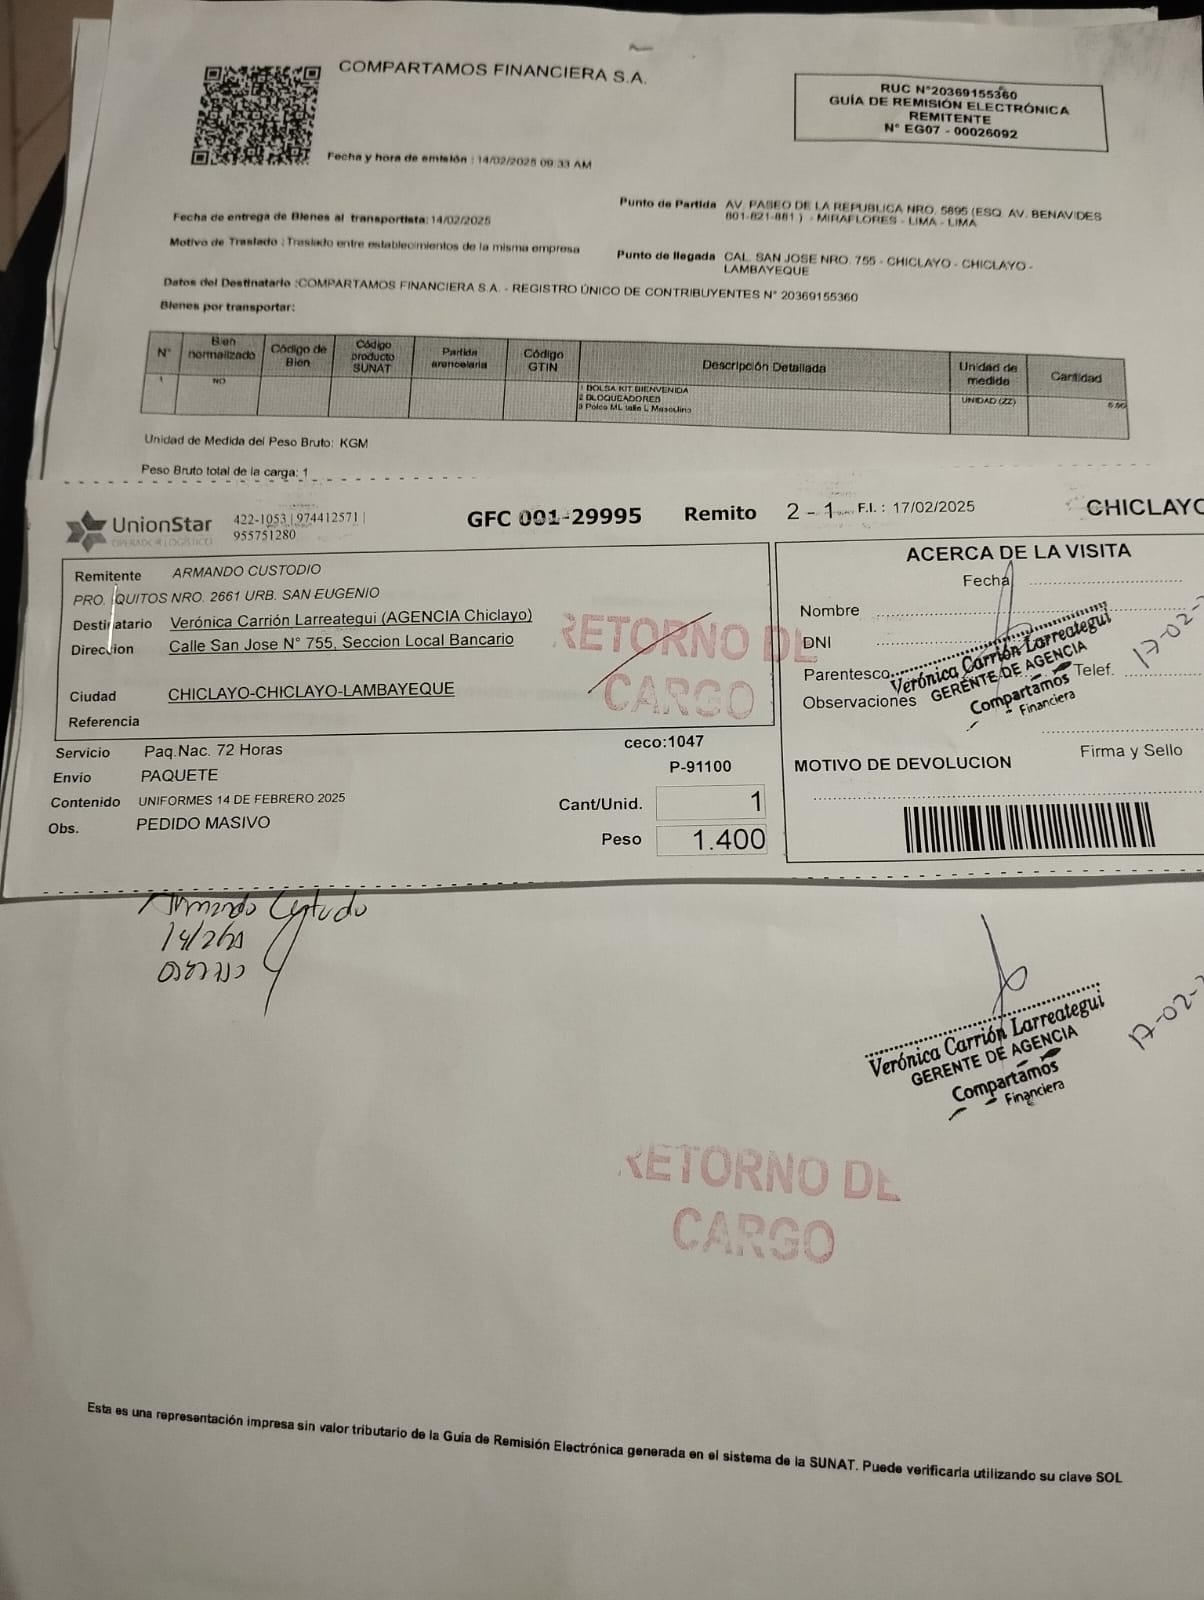 COMPARTAMOS FINANCIERA S.A.
RUC N°20369155360
GUÍA DE REMISIÓN ELECTRÓNICA
REMITENTE
N° EG07 - 00026092
Fecha y hora de emisión : 14/02/2025 09:33 AM
Fecha de entrega de Bienes al transportista: 14/02/2025
Motivo de Traslado : Traslado entre establecimientos de la misma empresa
Punto de Partida AV. PASEO DE LA REPUBLICA NRO. 5895 (ESQ. AV. BENAVIDES
801-821-881 ) - MIRAFLORES - LIMA - LIMA
Punto de llegada CAL. SAN JOSE NRO. 755 - CHICLAYO - CHICLAYO -
LAMBAYEQUE
Datos del Destinatario :COMPARTAMOS FINANCIERA S.A. - REGISTRO ÚNICO DE CONTRIBUYENTES N° 20369155360
Bienes por transportar:
N° Bien normalizado Código de Bien Código producto SUNAT Partida arancelaria Código GTIN Descripción Detallada Unidad de medida Cantidad
1 NO 1 BOLSA KIT BIENVENIDA UNIDAD (ZZ)
2 BLOQUEADORES
3 Polos ML talla L Masculino
Unidad de Medida del Peso Bruto: KGM
Peso Bruto total de la carga: 1
UnionStar
OPERADOR LOGÍSTICO
422-1053 | 974412571 |
955751280
GFC 001-29995 Remito 2 - 1 F.I. : 17/02/2025 CHICLAYO
Remitente ARMANDO CUSTODIO
PRO. IQUITOS NRO. 2661 URB. SAN EUGENIO
Destinatario Verónica Carrión Larreategui (AGENCIA Chiclayo)
Direccion Calle San Jose N° 755, Seccion Local Bancario
Ciudad CHICLAYO-CHICLAYO-LAMBAYEQUE
Referencia
RETORNO DE
CARGO
Servicio Paq.Nac. 72 Horas
Envio PAQUETE
Contenido UNIFORMES 14 DE FEBRERO 2025
Obs. PEDIDO MASIVO
ceco:1047
P-91100
Cant/Unid. 1
Peso 1.400
ACERCA DE LA VISITA
Fecha
Nombre
DNI
Parentesco
Telef.
Observaciones
Verónica Carrión Larreategui
GERENTE DE AGENCIA
Compartamos
Financiera
17-02-
Firma y Sello
MOTIVO DE DEVOLUCION
Armando Custodio
Verónica Carrión Larreategui
GERENTE DE AGENCIA
Compartamos
Financiera
17-02-
RETORNO DE
CARGO
Esta es una representación impresa sin valor tributario de la Guía de Remisión Electrónica generada en el sistema de la SUNAT. Puede verificarla utilizando su clave SOL